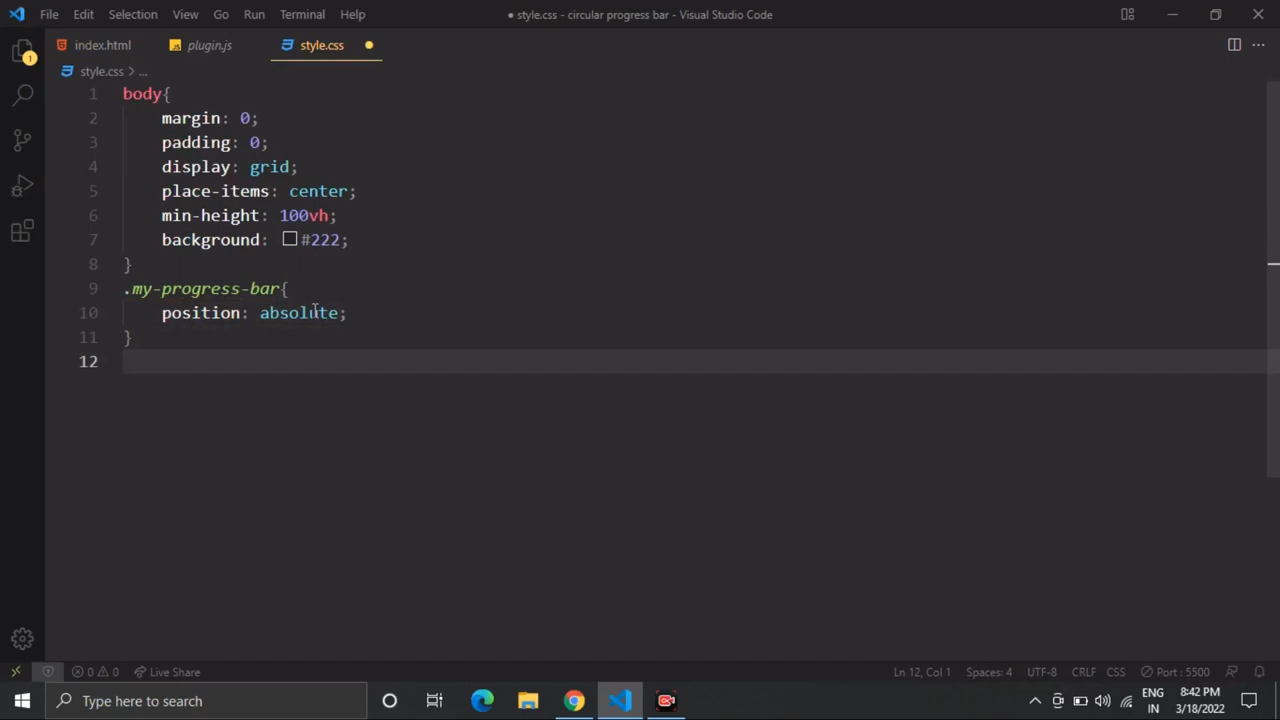 File Edit Selection View Go Run Terminal Help
● style.css - circular progress bar - Visual Studio Code
index.html plugin.js style.css
style.css > ...
1 body{
2 margin: 0;
3 padding: 0;
4 display: grid;
5 place-items: center;
6 min-height: 100vh;
7 background: #222;
8 }
9 .my-progress-bar{
10 position: absolute;
11 }
12
1
0 0 Live Share
Ln 12, Col 1 Spaces: 4 UTF-8 CRLF CSS Port : 5500
Type here to search
ENG
IN
8:42 PM
3/18/2022